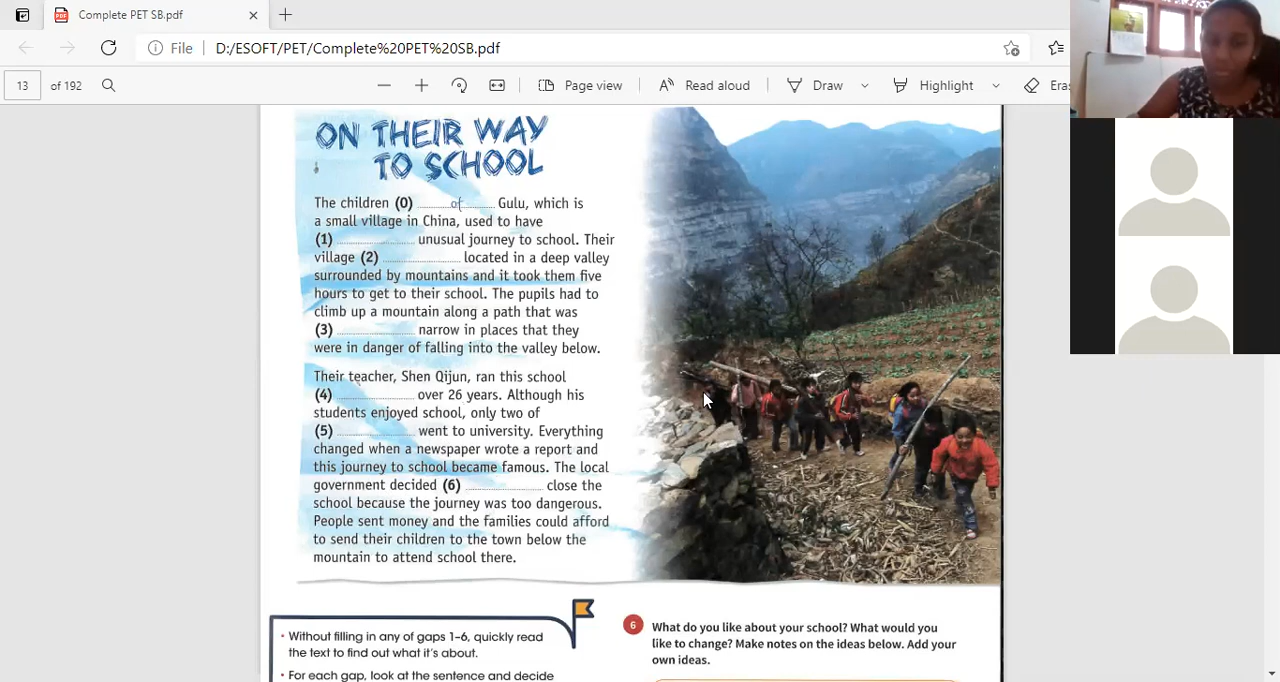 Complete PET SB.pdf
File
D:/ESOFT/PET/Complete%20PET%20SB.pdf
13
of 192
Page view
Read aloud
Draw
Highlight
Eras
ON THEIR WAY
TO SCHOOL
The children (0) .......... of .......... Gulu, which is
a small village in China, used to have
(1) .................... unusual journey to school. Their
village (2) .................... located in a deep valley
surrounded by mountains and it took them five
hours to get to their school. The pupils had to
climb up a mountain along a path that was
(3) .................... narrow in places that they
were in danger of falling into the valley below.
Their teacher, Shen Qijun, ran this school
(4) .................... over 26 years. Although his
students enjoyed school, only two of
(5) .................... went to university. Everything
changed when a newspaper wrote a report and
this journey to school became famous. The local
government decided (6) .................... close the
school because the journey was too dangerous.
People sent money and the families could afford
to send their children to the town below the
mountain to attend school there.
• Without filling in any of gaps 1–6, quickly read
the text to find out what it's about.
• For each gap, look at the sentence and decide
6
What do you like about your school? What would you
like to change? Make notes on the ideas below. Add your
own ideas.